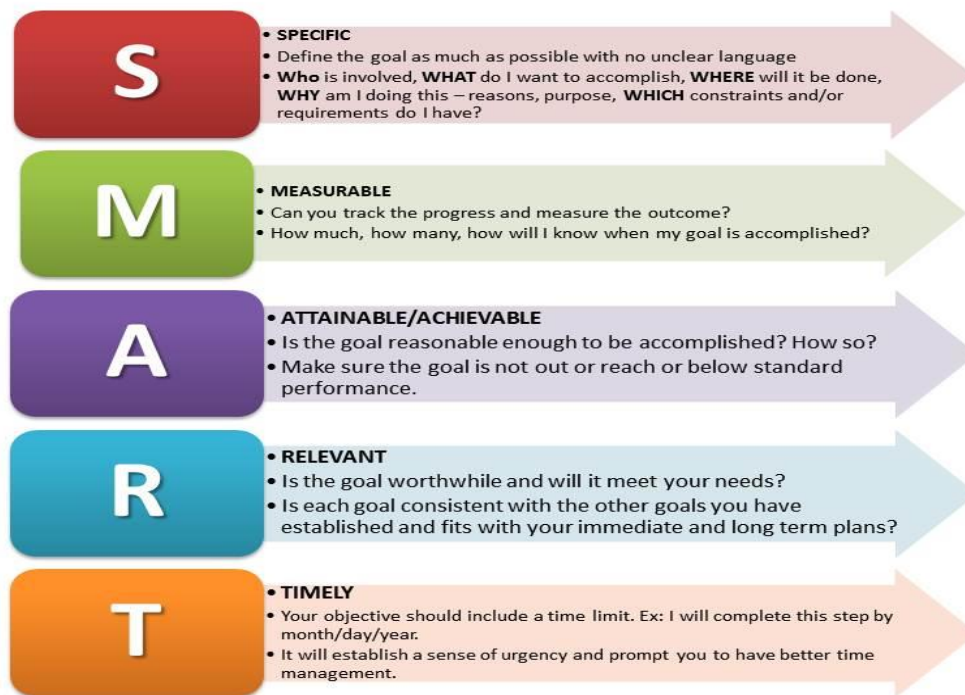 S
• SPECIFIC
• Define the goal as much as possible with no unclear language
• Who is involved, WHAT do I want to accomplish, WHERE will it be done,
WHY am I doing this – reasons, purpose, WHICH constraints and/or
requirements do I have?
M
• MEASURABLE
• Can you track the progress and measure the outcome?
• How much, how many, how will I know when my goal is accomplished?
A
• ATTAINABLE/ACHIEVABLE
• Is the goal reasonable enough to be accomplished? How so?
• Make sure the goal is not out or reach or below standard
performance.
R
• RELEVANT
• Is the goal worthwhile and will it meet your needs?
• Is each goal consistent with the other goals you have
established and fits with your immediate and long term plans?
T
• TIMELY
• Your objective should include a time limit. Ex: I will complete this step by
month/day/year.
• It will establish a sense of urgency and prompt you to have better time
management.